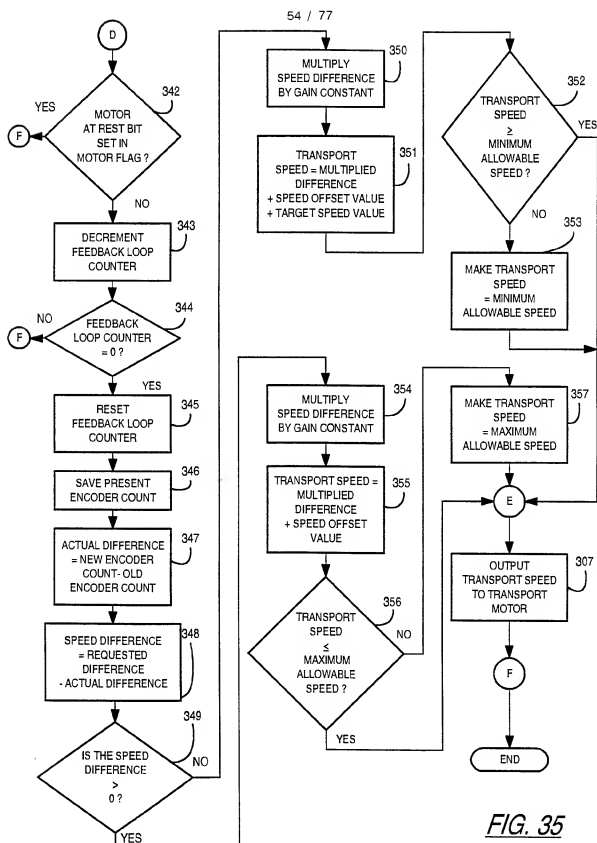 54 / 77
D
342
YES
MOTOR
AT REST BIT
SET IN
MOTOR FLAG ?
F
NO
343
DECREMENT
FEEDBACK LOOP
COUNTER
344
NO
FEEDBACK
LOOP COUNTER
= 0 ?
F
YES
345
RESET
FEEDBACK LOOP
COUNTER
346
SAVE PRESENT
ENCODER COUNT
347
ACTUAL DIFFERENCE
= NEW ENCODER
COUNT- OLD
ENCODER COUNT
348
SPEED DIFFERENCE
= REQUESTED
DIFFERENCE
- ACTUAL DIFFERENCE
349
IS THE SPEED
DIFFERENCE
>
0 ?
NO
YES
350
MULTIPLY
SPEED DIFFERENCE
BY GAIN CONSTANT
351
TRANSPORT
SPEED = MULTIPLIED
DIFFERENCE
+ SPEED OFFSET VALUE
+ TARGET SPEED VALUE
352
TRANSPORT
SPEED
≥
MINIMUM
ALLOWABLE
SPEED ?
YES
NO
353
MAKE TRANSPORT
SPEED
= MINIMUM
ALLOWABLE SPEED
354
MULTIPLY
SPEED DIFFERENCE
BY GAIN CONSTANT
355
TRANSPORT SPEED =
MULTIPLIED
DIFFERENCE
+ SPEED OFFSET
VALUE
356
TRANSPORT
SPEED
≤
MAXIMUM
ALLOWABLE
SPEED ?
NO
YES
357
MAKE TRANSPORT
SPEED
= MAXIMUM
ALLOWABLE SPEED
E
307
OUTPUT
TRANSPORT SPEED
TO TRANSPORT
MOTOR
F
END
FIG. 35